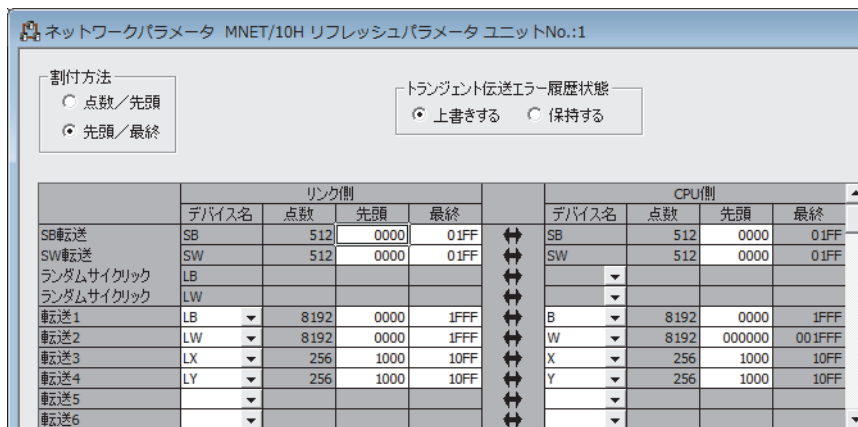 ネットワークパラメータ MNET/10H リフレッシュパラメータ ユニットNo.:1
割付方法
点数／先頭
先頭／最終
トランジェント伝送エラー履歴状態
上書きする 保持する
リンク側 CPU側
デバイス名 点数 先頭 最終 デバイス名 点数 先頭 最終
SB転送 SB 512 0000 01FF SB 512 0000 01FF
SW転送 SW 512 0000 01FF SW 512 0000 01FF
ランダムサイクリック LB
ランダムサイクリック LW
転送1 LB 8192 0000 1FFF B 8192 0000 1FFF
転送2 LW 8192 0000 1FFF W 8192 000000 001FFF
転送3 LX 256 1000 10FF X 256 1000 10FF
転送4 LY 256 1000 10FF Y 256 1000 10FF
転送5
転送6